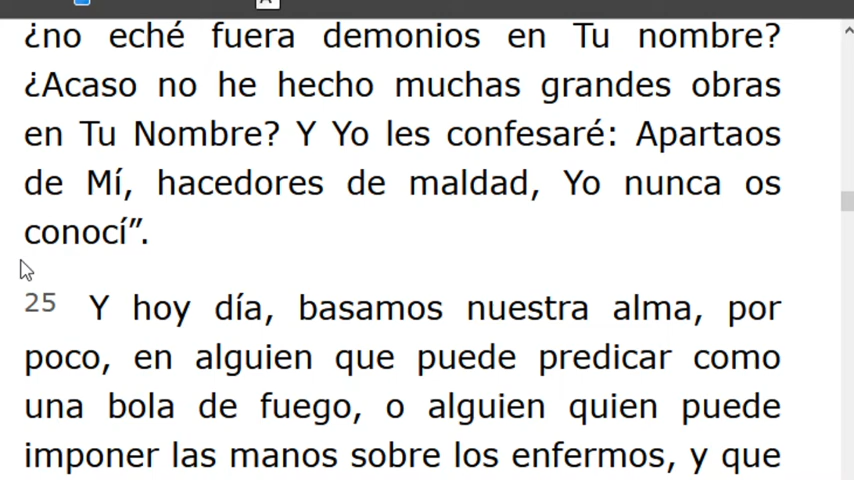 ¿no eché fuera demonios en Tu nombre?
¿Acaso no he hecho muchas grandes obras
en Tu Nombre? Y Yo les confesaré: Apartaos
de Mí, hacedores de maldad, Yo nunca os
conocí”.
25 Y hoy día, basamos nuestra alma, por
poco, en alguien que puede predicar como
una bola de fuego, o alguien quien puede
imponer las manos sobre los enfermos, y que